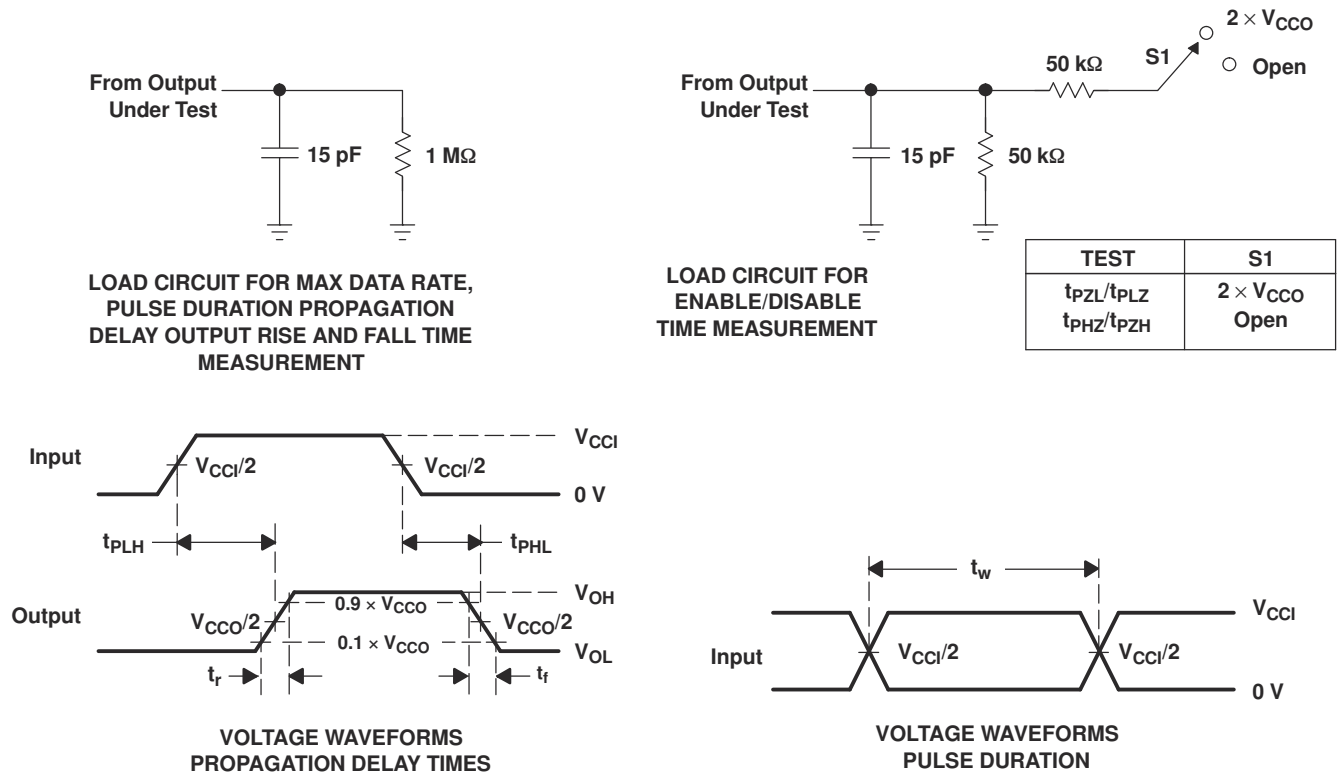 From Output
Under Test
15 pF
1 MΩ
LOAD CIRCUIT FOR MAX DATA RATE,
PULSE DURATION PROPAGATION
DELAY OUTPUT RISE AND FALL TIME
MEASUREMENT
From Output
Under Test
15 pF
50 kΩ
50 kΩ
S1
2 × VCCO
Open
LOAD CIRCUIT FOR
ENABLE/DISABLE
TIME MEASUREMENT
TEST S1
tPZL/tPLZ 2 × VCCO
tPHZ/tPZH Open
Input
VCCI/2
VCCI/2
VCCI
0 V
tPLH
tPHL
Output
VCCO/2
0.9 × VCCO
0.1 × VCCO
VCCO/2
VOH
VOL
tr
tf
VOLTAGE WAVEFORMS
PROPAGATION DELAY TIMES
tw
Input
VCCI/2
VCCI/2
VCCI
0 V
VOLTAGE WAVEFORMS
PULSE DURATION